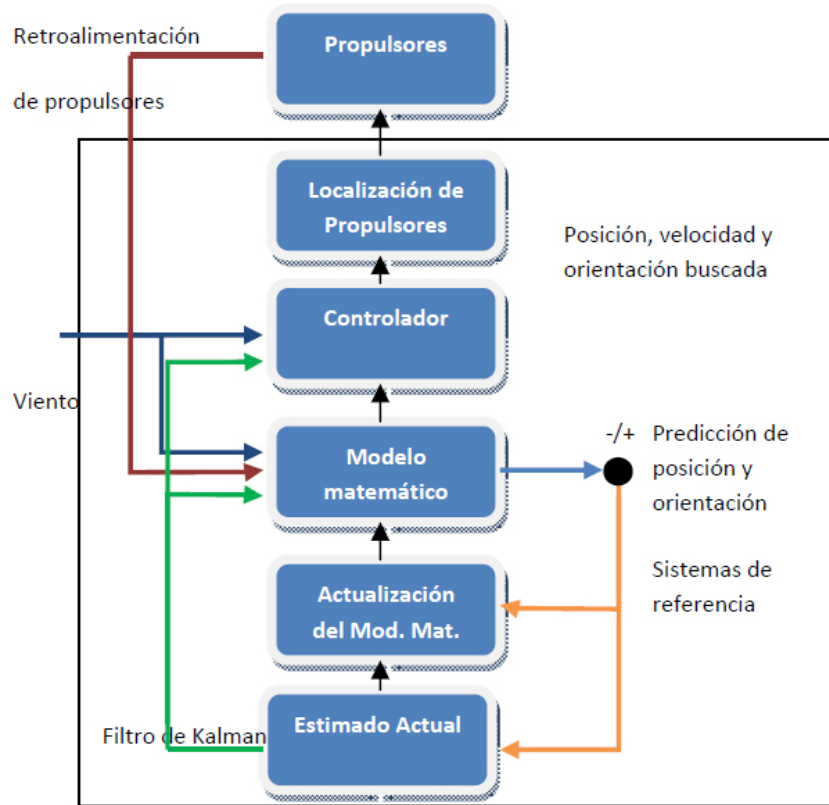 Retroalimentación
de propulsores
Propulsores
Localización de
Propulsores
Posición, velocidad y
orientación buscada
Controlador
Viento
Modelo
matemático
-/+ Predicción de
posición y
orientación
Sistemas de
referencia
Actualización
del Mod. Mat.
Filtro de Kalman
Estimado Actual